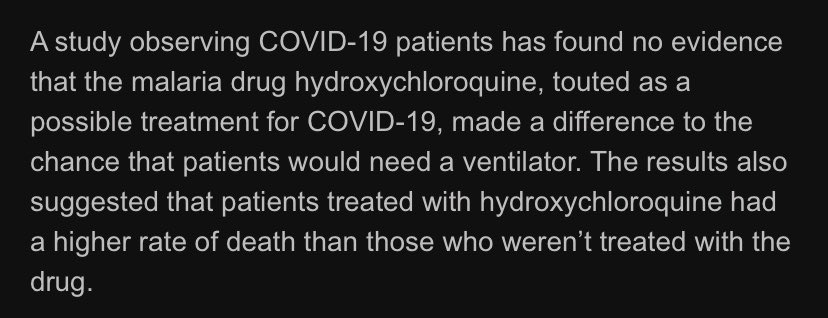 A study observing COVID-19 patients has found no evidence
that the malaria drug hydroxychloroquine, touted as a
possible treatment for COVID-19, made a difference to the
chance that patients would need a ventilator. The results also
suggested that patients treated with hydroxychloroquine had
a higher rate of death than those who weren’t treated with the
drug.